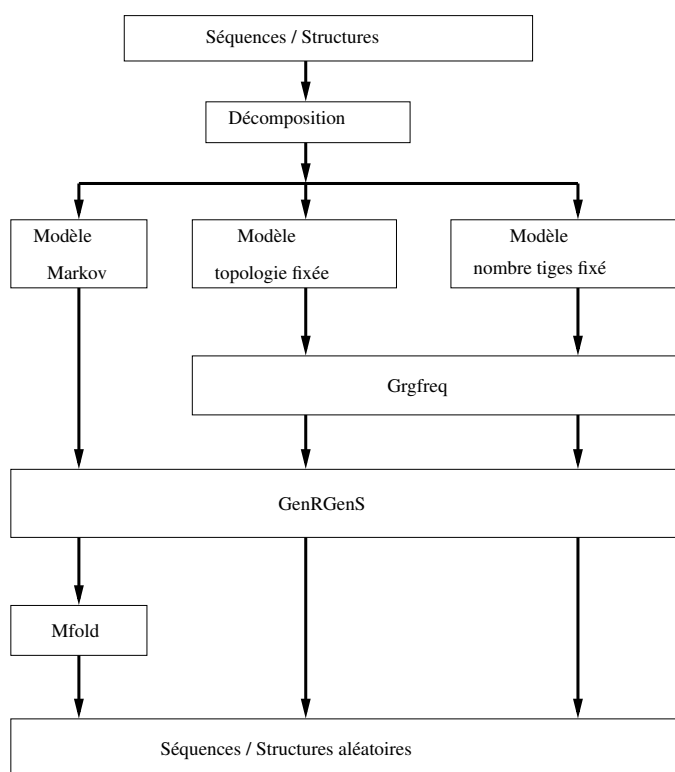 Séquences / Structures
Décomposition
Modèle
Markov
Modèle
topologie fixée
Modèle
nombre tiges fixé
Grgfreq
GenRGenS
Mfold
Séquences / Structures aléatoires